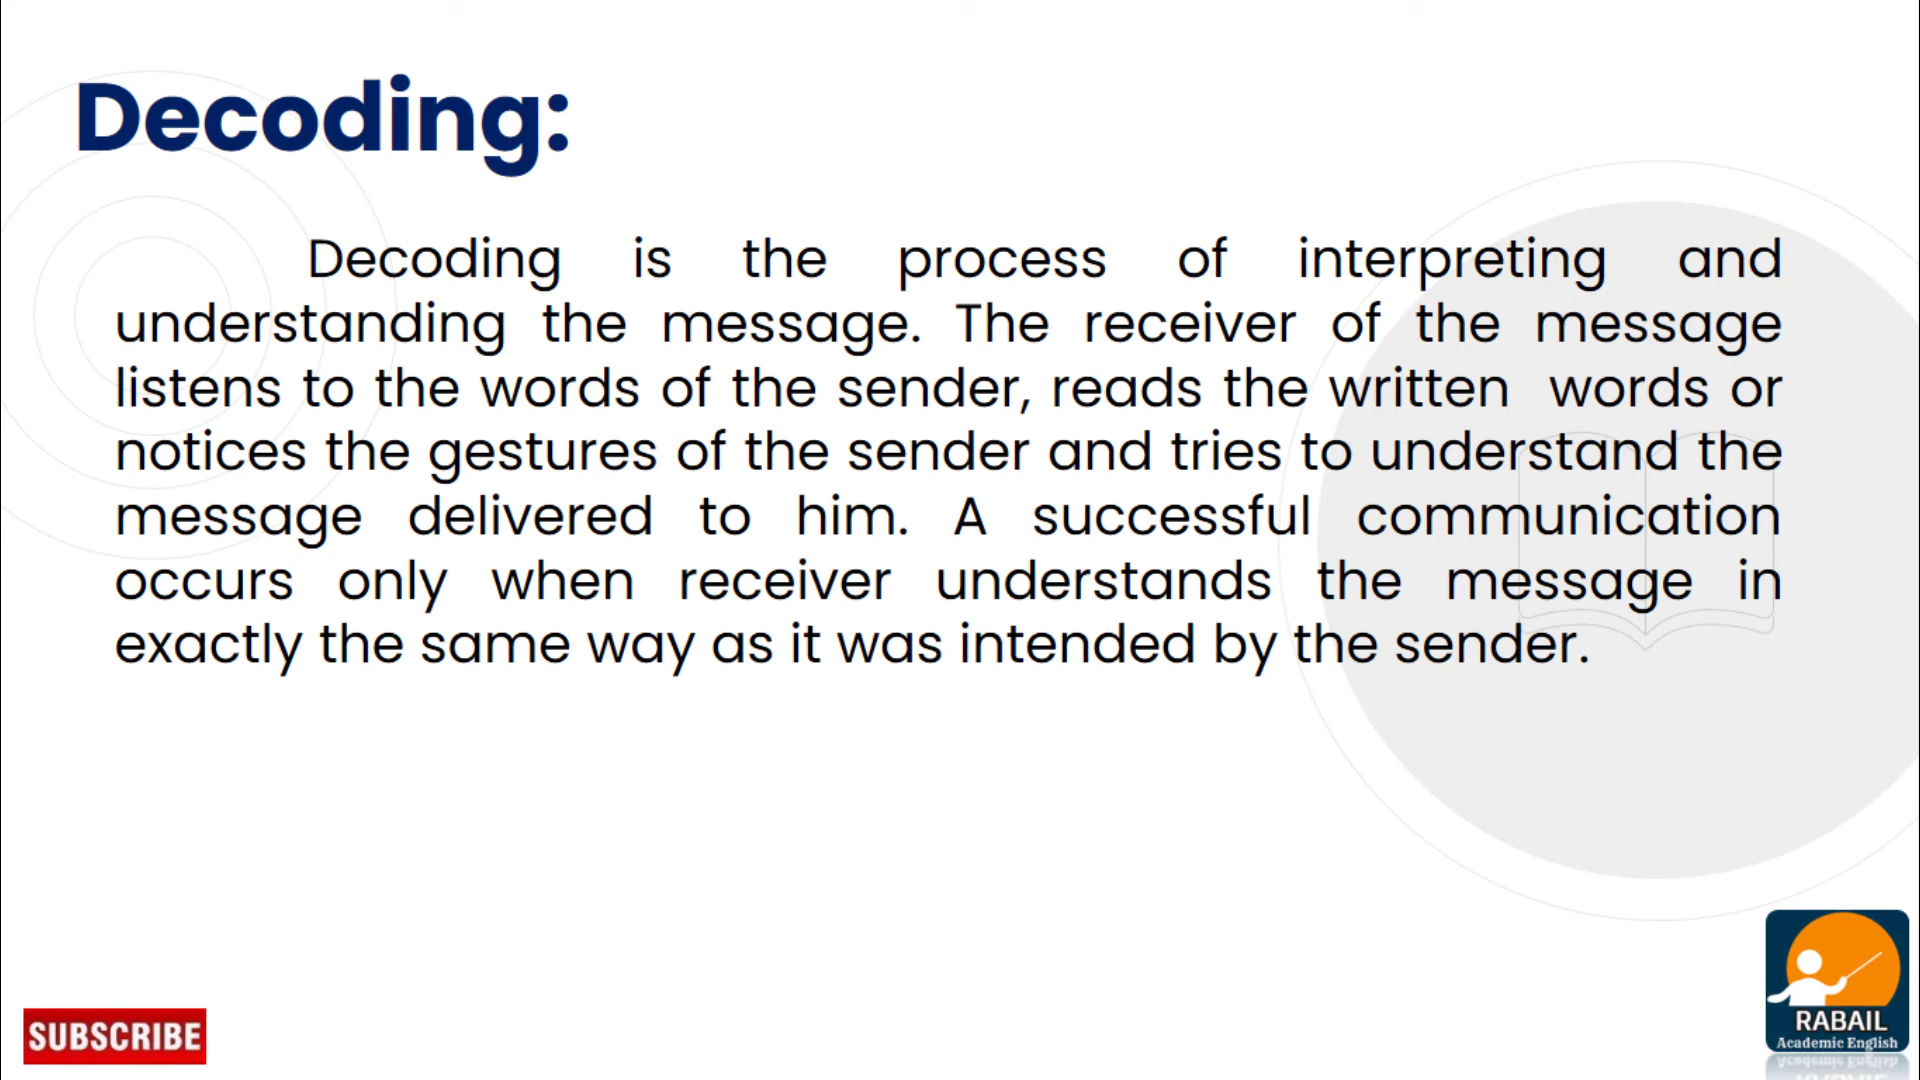 Decoding:
Decoding is the process of interpreting and
understanding the message. The receiver of the message
listens to the words of the sender, reads the written words or
notices the gestures of the sender and tries to understand the
message delivered to him. A successful communication
occurs only when receiver understands the message in
exactly the same way as it was intended by the sender.
SUBSCRIBE
RABAIL
Academic English